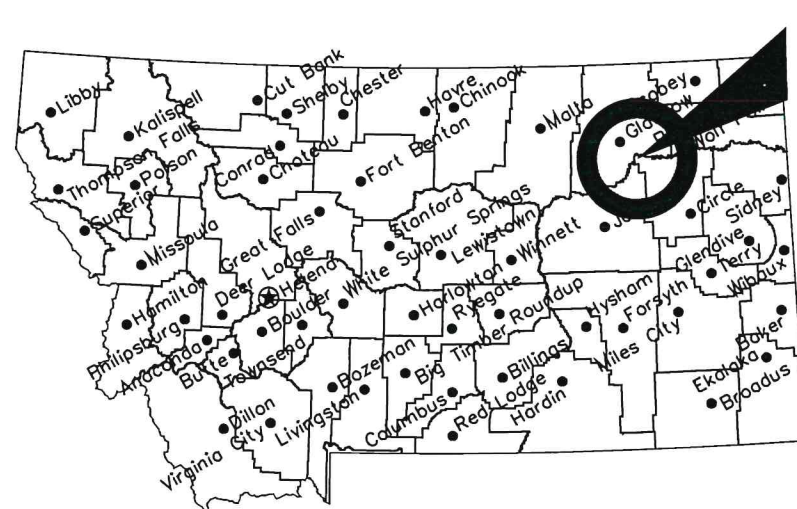 Libby
Cut Bank
Shelby
Chester
Havre
Chinook
Kalispell
Malta
Thompson Falls
Polson
Conrad
Choteau
Fort Benton
Superior
Circle
Sidney
Missoula
Great Falls
Stanford
Lewistown
Winnett
Glendive
Terry
Wibaux
Deer Lodge
Helena
White Sulphur Springs
Hamilton
Boulder
Harlowton
Ryegate
Roundup
Hysham
Forsyth
Miles City
Philipsburg
Anaconda
Butte
Townsend
Bozeman
Big Timber
Billings
Baker
Ekalaka
Broadus
Livingston
Columbus
Red Lodge
Hardin
Dillon
Virginia City